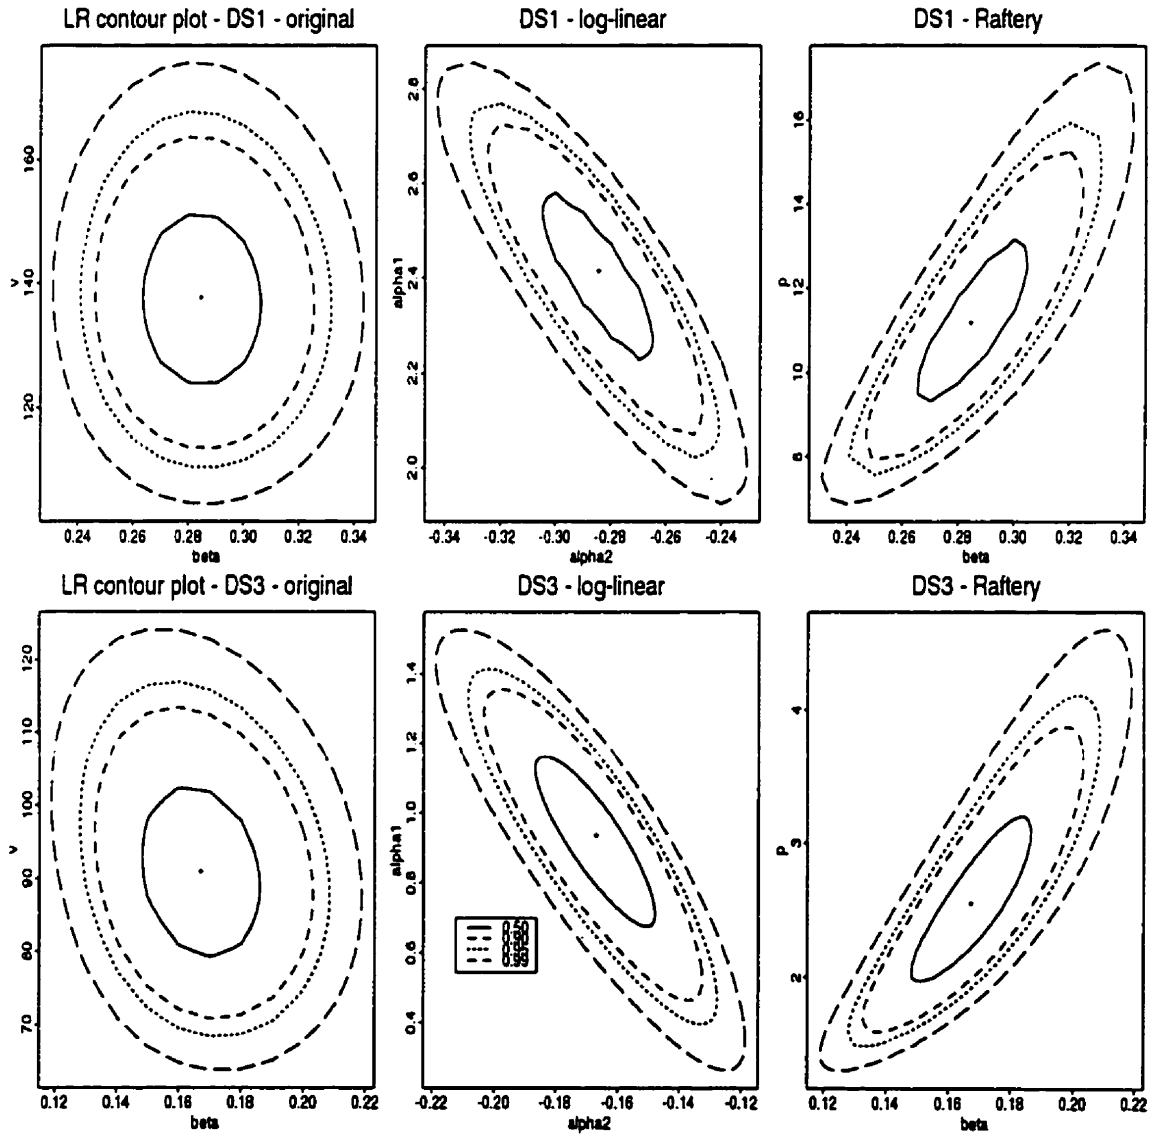 LR contour plot - DS1 - original
DS1 - log-linear
DS1 - Raftery
v
120
140
160
0.24 0.26 0.28 0.30 0.32 0.34
beta
alpha1
2.0
2.2
2.4
2.6
2.8
-0.34 -0.32 -0.30 -0.28 -0.26 -0.24
alpha2
p
8
10
12
14
16
0.24 0.26 0.28 0.30 0.32 0.34
beta
LR contour plot - DS3 - original
DS3 - log-linear
DS3 - Raftery
v
70
80
90
100
110
120
0.12 0.14 0.16 0.18 0.20 0.22
beta
alpha1
0.4
0.6
0.8
1.0
1.2
1.4
0.50
0.90
0.95
0.99
-0.22 -0.20 -0.18 -0.16 -0.14 -0.12
alpha2
p
2
3
4
0.12 0.14 0.16 0.18 0.20 0.22
beta